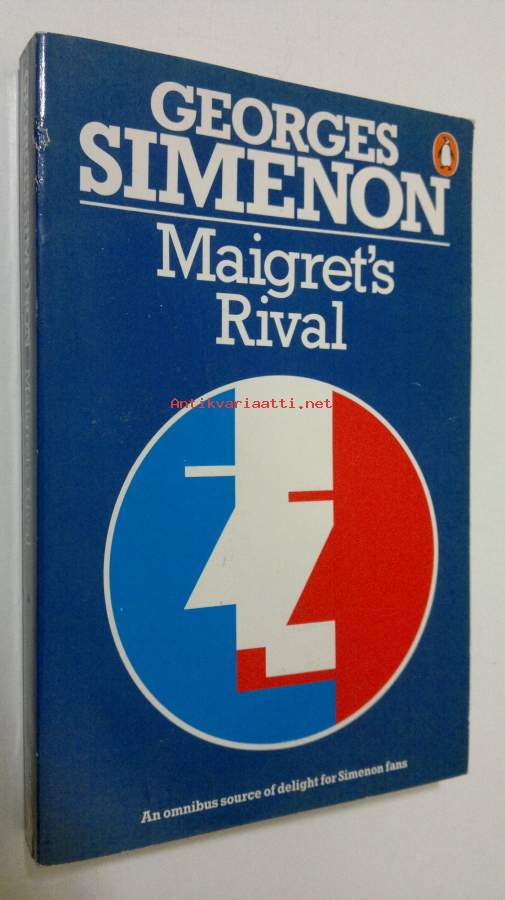 GEORGES
SIMENON
Maigret's
Rival
Antikvariaatti.net
An omnibus source of delight for Simenon fans